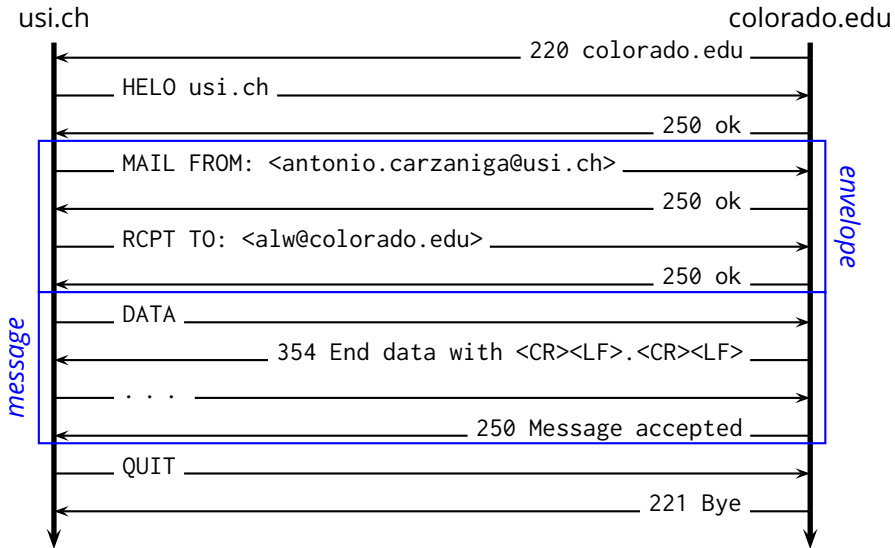 usi.ch colorado.edu
220 colorado.edu
HELO usi.ch
250 ok
MAIL FROM: <antonio.carzaniga@usi.ch>
250 ok
RCPT TO: <alw@colorado.edu>
250 ok
envelope
DATA
354 End data with <CR><LF>.<CR><LF>
. . .
250 Message accepted
message
QUIT
221 Bye